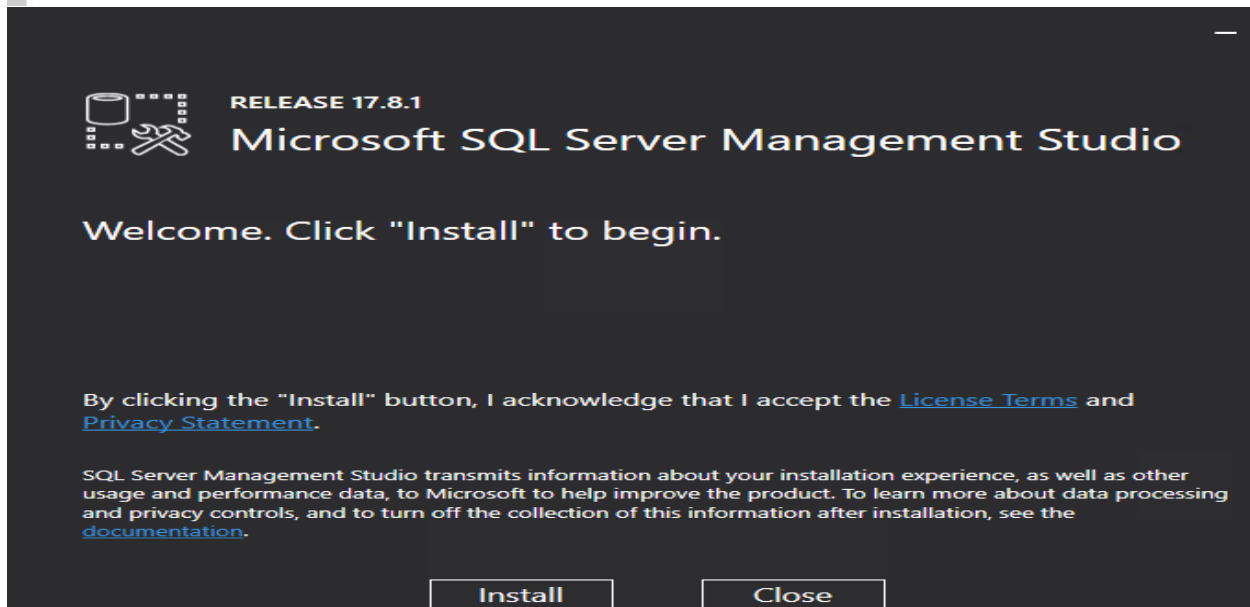 RELEASE 17.8.1
Microsoft SQL Server Management Studio
Welcome. Click "Install" to begin.
By clicking the "Install" button, I acknowledge that I accept the License Terms and
Privacy Statement.
SQL Server Management Studio transmits information about your installation experience, as well as other
usage and performance data, to Microsoft to help improve the product. To learn more about data processing
and privacy controls, and to turn off the collection of this information after installation, see the
documentation.
Install Close